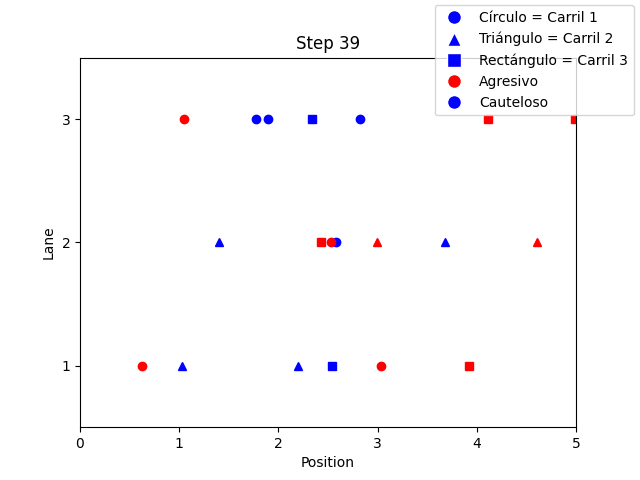 Step 39
Círculo = Carril 1
Triángulo = Carril 2
Rectángulo = Carril 3
Agresivo
Cauteloso
Lane
3
2
1
0 1 2 3 4 5
Position